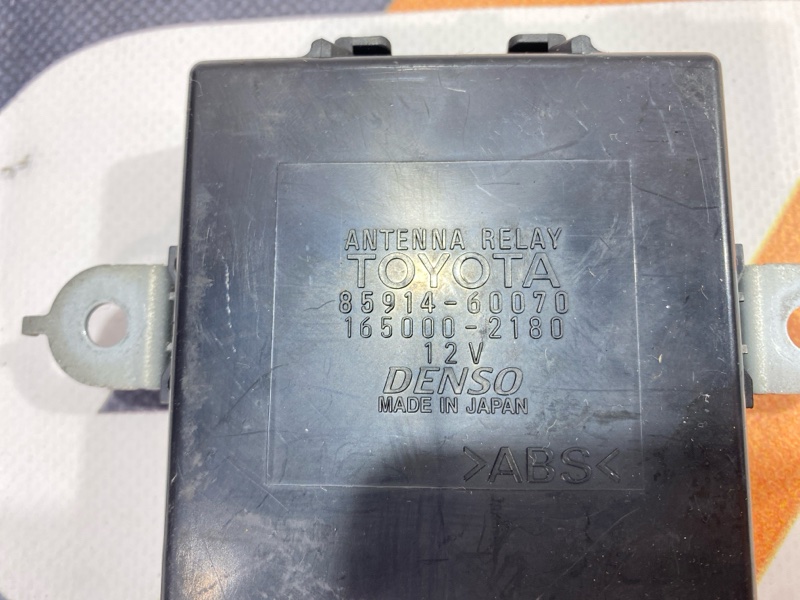 ANTENNA RELAY
TOYOTA
85914-60070
165000-2180
12V
DENSO
MADE IN JAPAN
>ABS<